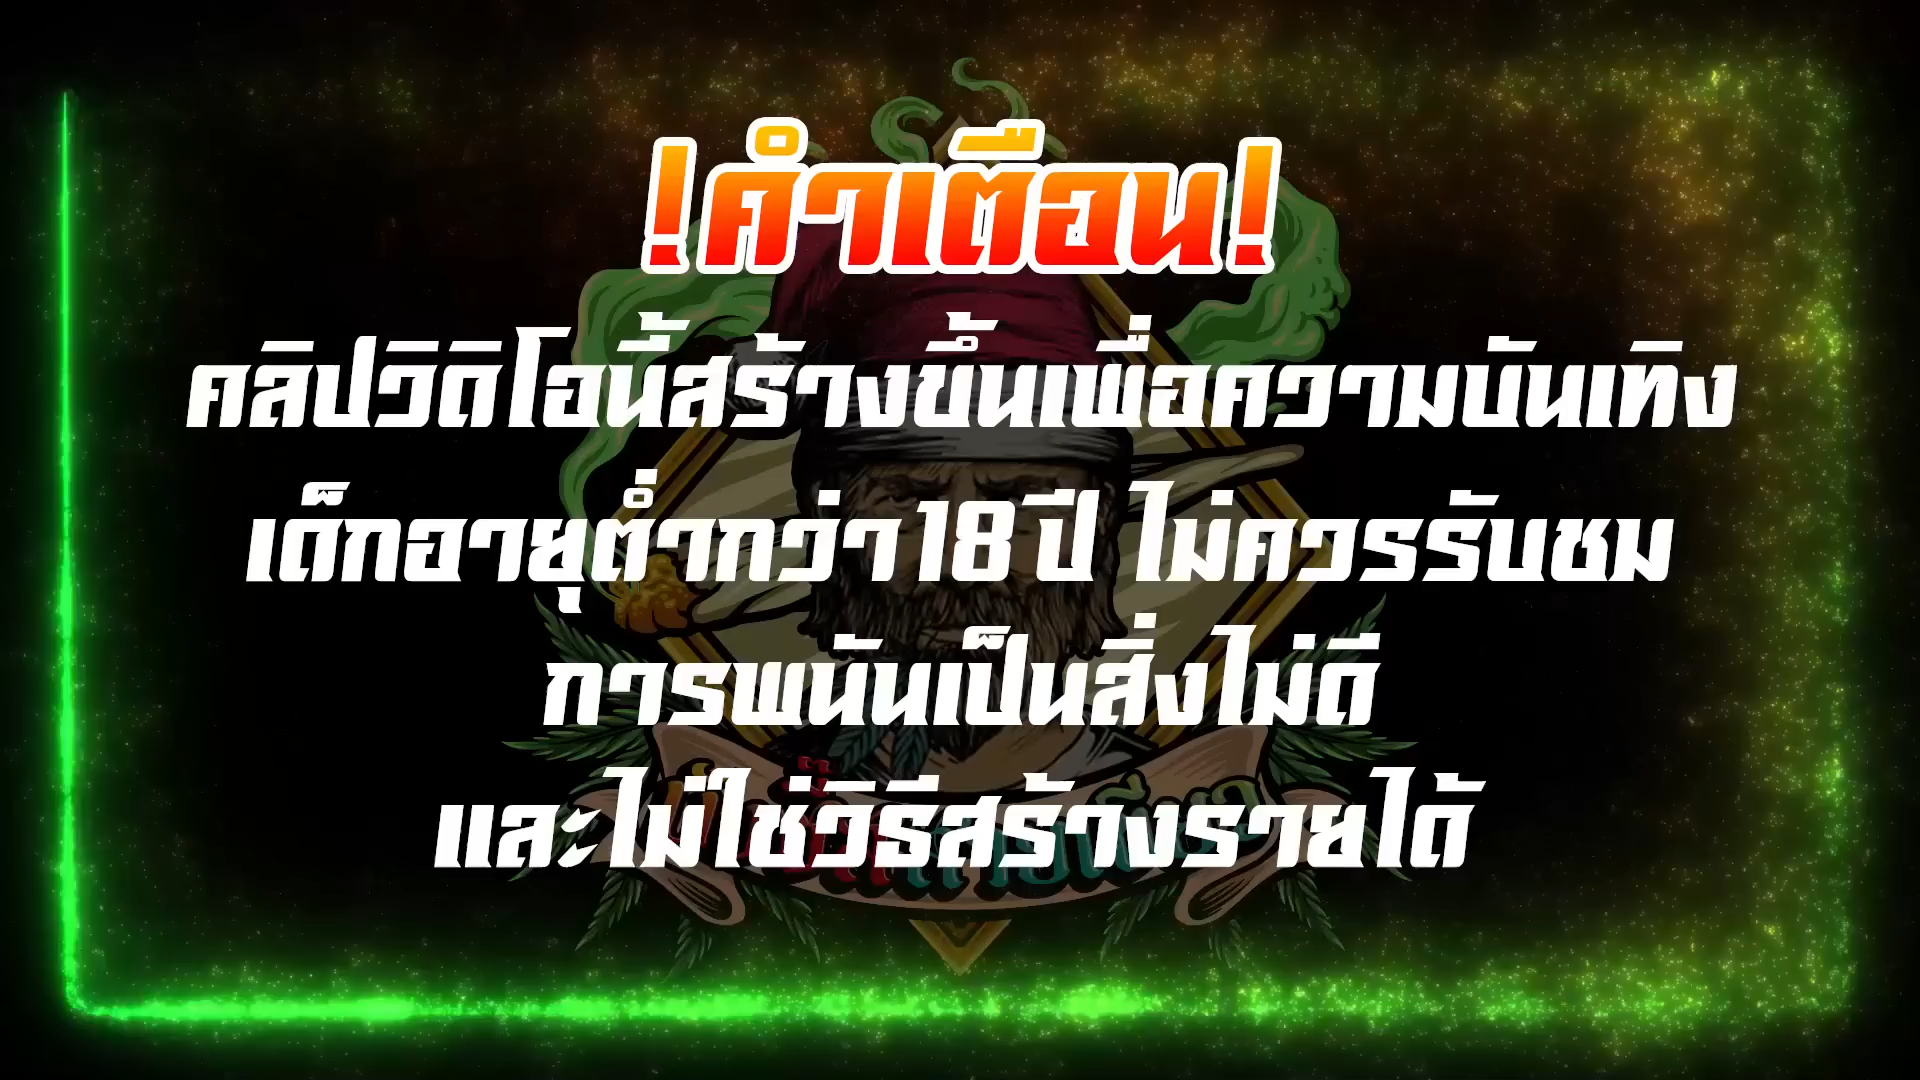 !คำเตือน!
คลิปวิดิโอนี้สร้างขึ้นเพื่อความบันเทิง
เด็กอายุต่ำกว่า 18 ปี ไม่ควรรับชม
การพนันเป็นสิ่งไม่ดี
และไม่ใช่วิธีสร้างรายได้